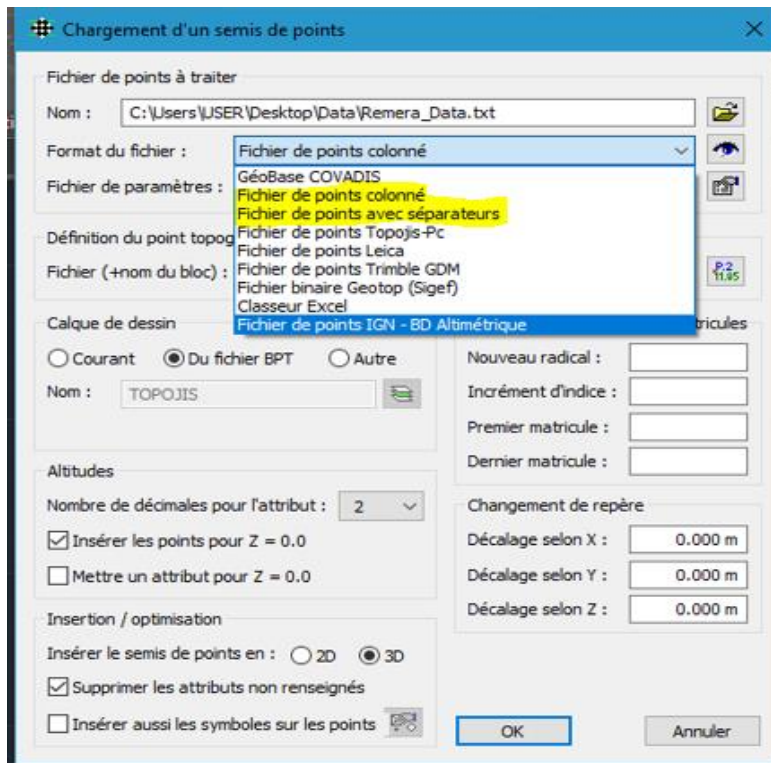 Chargement d'un semis de points
Fichier de points à traiter
Nom : C:\Users\USER\Desktop\Data\Remera_Data.txt
Format du fichier : Fichier de points colonné
GéoBase COVADIS
Fichier de points colonné
Fichier de paramètres :
Fichier de points avec séparateurs
Fichier de points Topojis-Pc
Définition du point topog
Fichier de points Leica
Fichier (+nom du bloc) : Fichier de points Trimble GDM
P.2
11.85
Fichier binaire Geotop (Sigef)
Classeur Excel
Calque de dessin Fichier de points IGN - BD Altimétrique tricules
Courant Du fichier BPT Autre Nouveau radical :
Nom : TOPOJIS Incrément d'indice :
Premier matricule :
Altitudes Dernier matricule :
Nombre de décimales pour l'attribut : 2 Changement de repère
Insérer les points pour Z = 0.0 Décalage selon X : 0.000 m
Mettre un attribut pour Z = 0.0 Décalage selon Y : 0.000 m
Insertion / optimisation Décalage selon Z : 0.000 m
Insérer le semis de points en : 2D 3D
Supprimer les attributs non renseignés
Insérer aussi les symboles sur les points OK Annuler